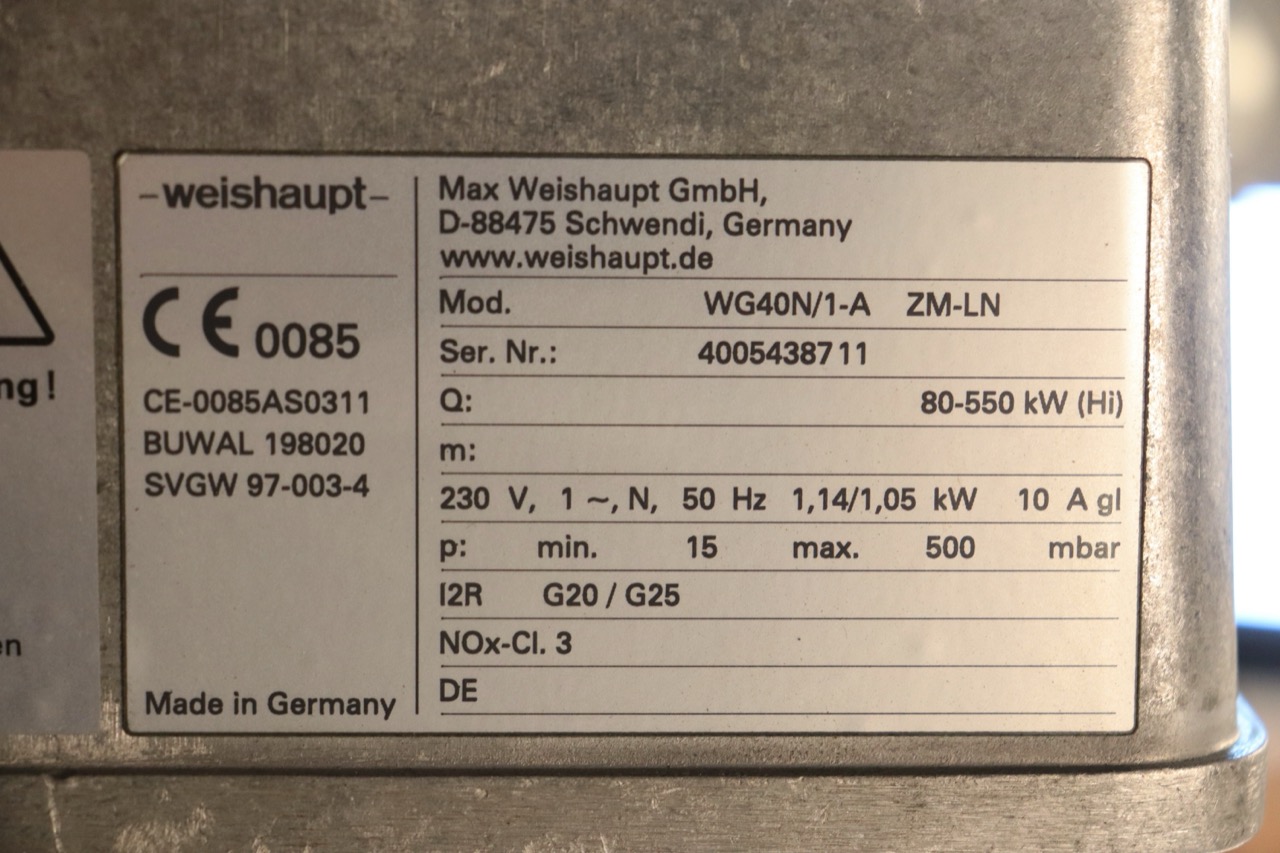 -weishaupt-
CE 0085
CE-0085AS0311
BUWAL 198020
SVGW 97-003-4
Made in Germany
Max Weishaupt GmbH,
D-88475 Schwendi, Germany
www.weishaupt.de
Mod. WG40N/1-A ZM-LN
Ser. Nr.: 400543871​1
Q: 80-550 kW (Hi)
m:
230 V, 1 ~, N, 50 Hz 1,14/1,05 kW 10 A gl
p: min. 15 max. 500 mbar
I2R G20 / G25
NOx-Cl. 3
DE
ng!
en